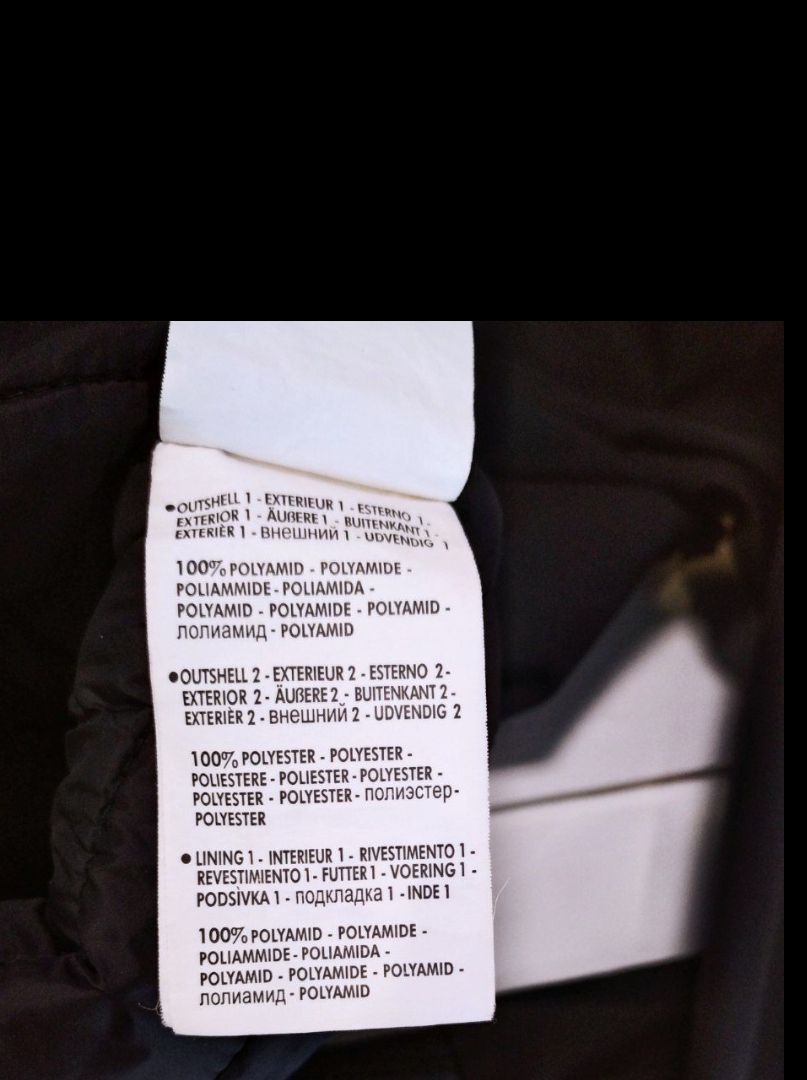 •OUTSHELL 1 - EXTERIEUR 1 - ESTERNO 1-
EXTERIOR 1 - ÄUßERE 1 - BUITENKANT 1 -
EXTERIÈR 1 - внешний 1 - UDVENDIG 1
100% POLYAMID - POLYAMIDE -
POLIAMMIDE - POLIAMIDA -
POLYAMID - POLYAMIDE - POLYAMID -
полиамид - POLYAMID
•OUTSHELL 2 - EXTERIEUR 2 - ESTERNO 2-
EXTERIOR 2 - ÄUßERE 2 - BUITENKANT 2 -
EXTERIÈR 2 - внешний 2 - UDVENDIG 2
100% POLYESTER - POLYESTER -
POLIESTERE - POLIESTER - POLYESTER -
POLYESTER - POLYESTER - полиэстер-
POLYESTER
• LINING 1 - INTERIEUR 1 - RIVESTIMENTO 1 -
REVESTIMIENTO 1 - FUTTER 1 - VOERING 1 -
PODSÌVKA 1 - подкладка 1 - INDE 1
100% POLYAMID - POLYAMIDE -
POLIAMMIDE - POLIAMIDA -
POLYAMID - POLYAMIDE - POLYAMID -
полиамид - POLYAMID